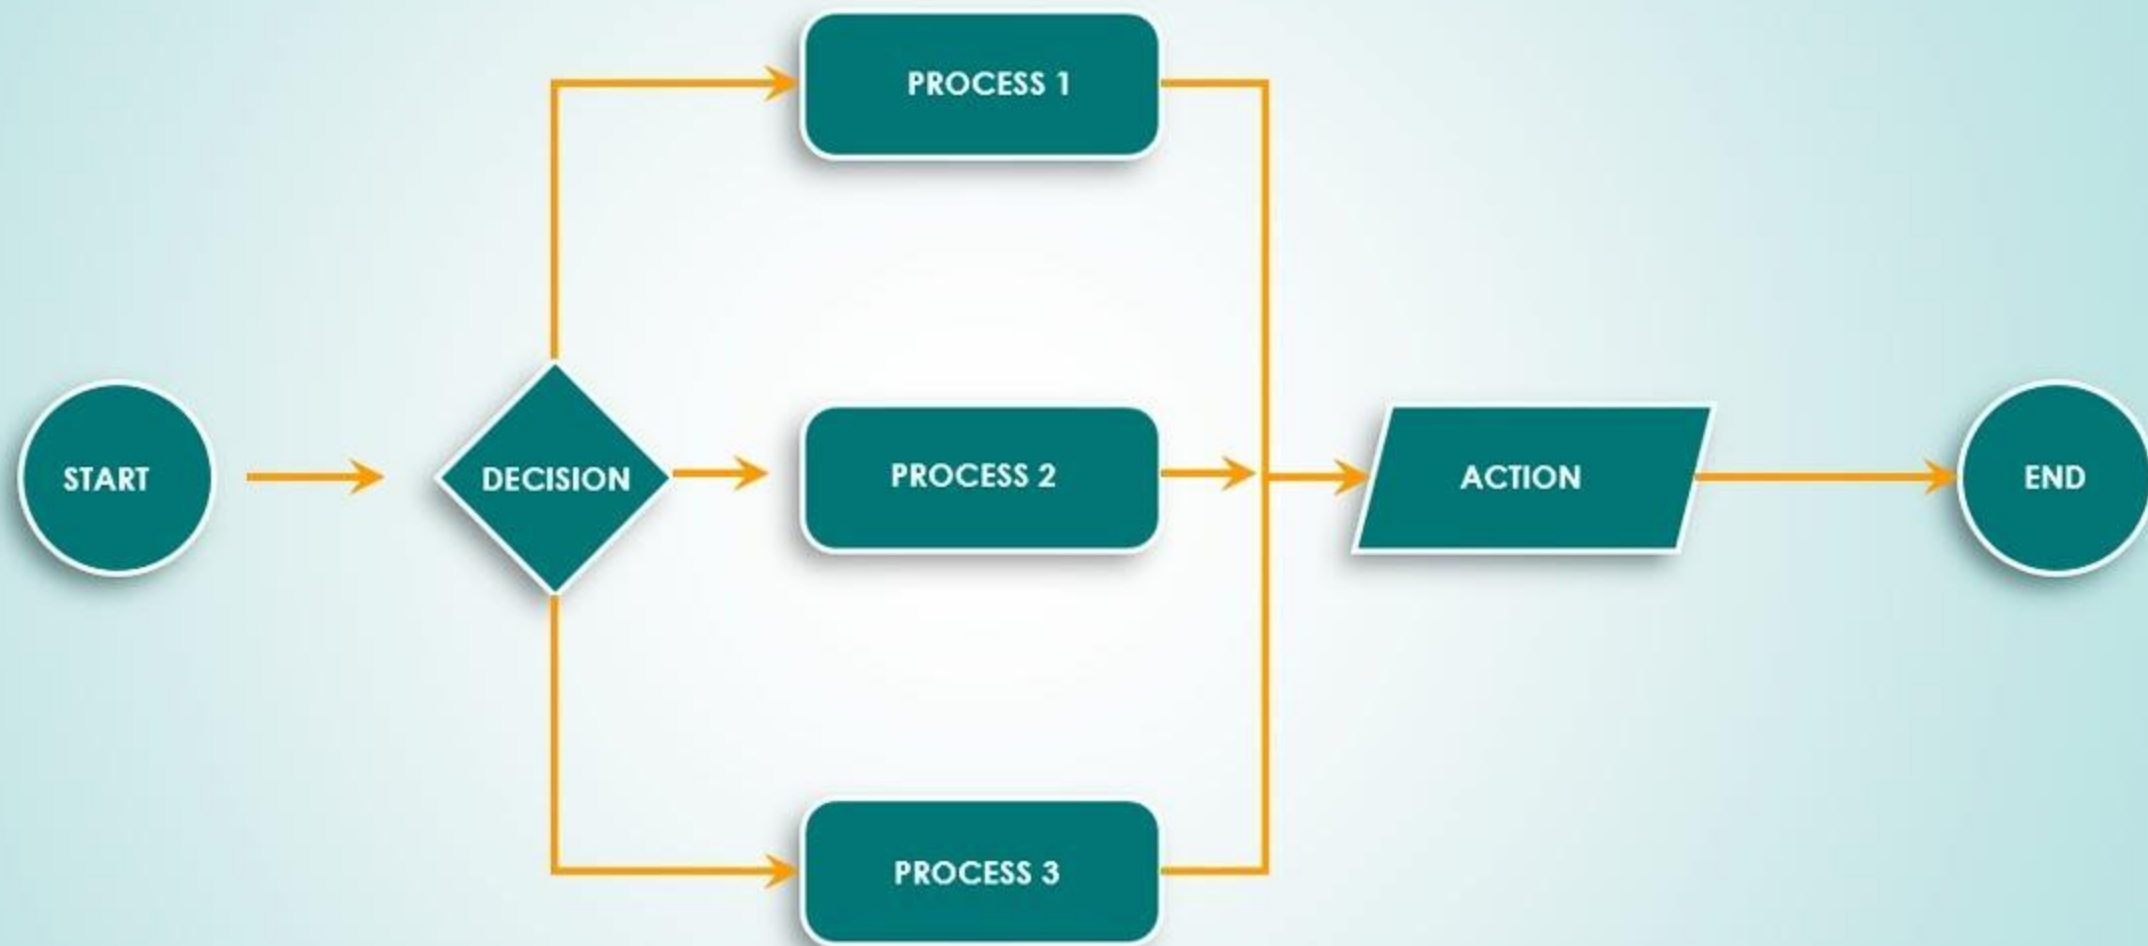 START
DECISION
PROCESS 1
PROCESS 2
PROCESS 3
ACTION
END